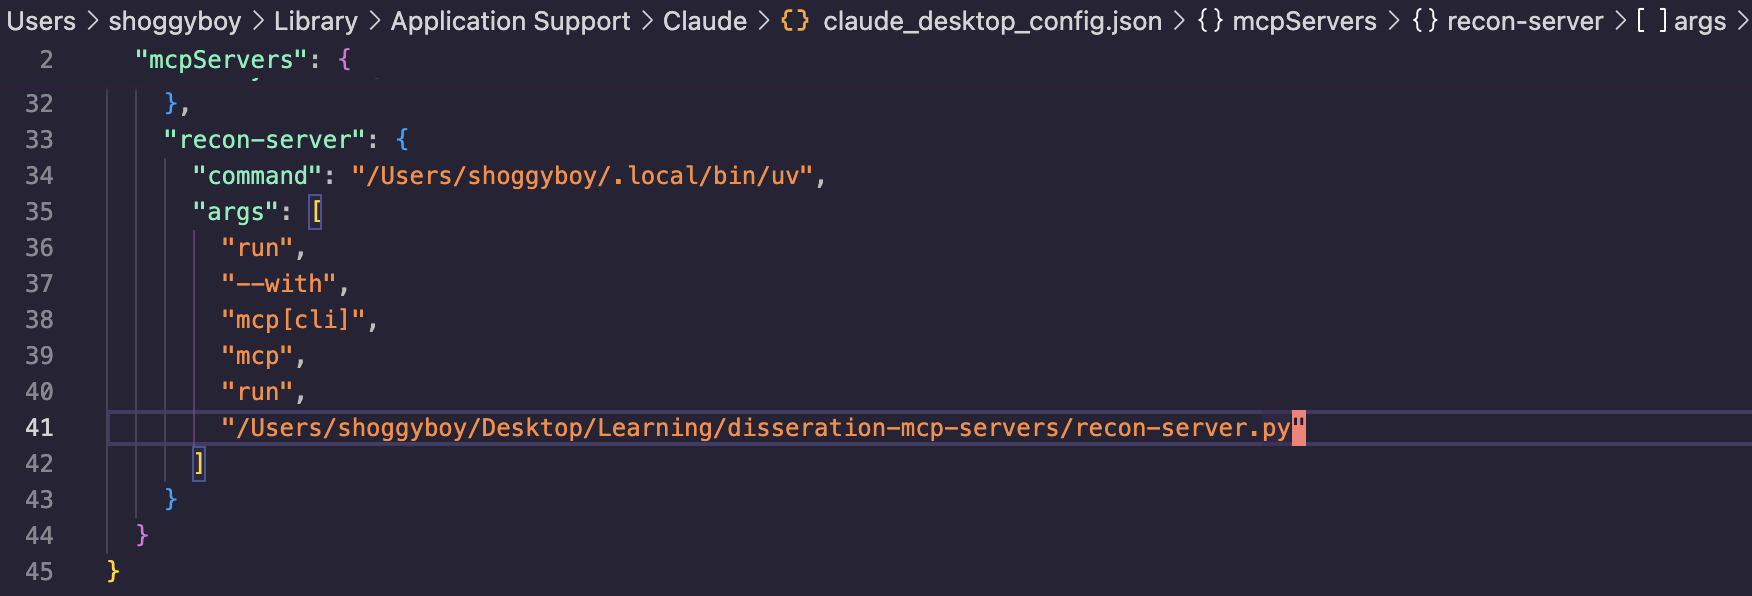 Users > shoggyboy > Library > Application Support > Claude > {} claude_desktop_config.json > {} mcpServers > {} recon-server > [ ] args >
2 "mcpServers": {
32 },
33 "recon-server": {
34 "command": "/Users/shoggyboy/.local/bin/uv",
35 "args": [
36 "run",
37 "--with",
38 "mcp[cli]",
39 "mcp",
40 "run",
41 "/Users/shoggyboy/Desktop/Learning/disseration-mcp-servers/recon-server.py"
42 ]
43 }
44 }
45 }